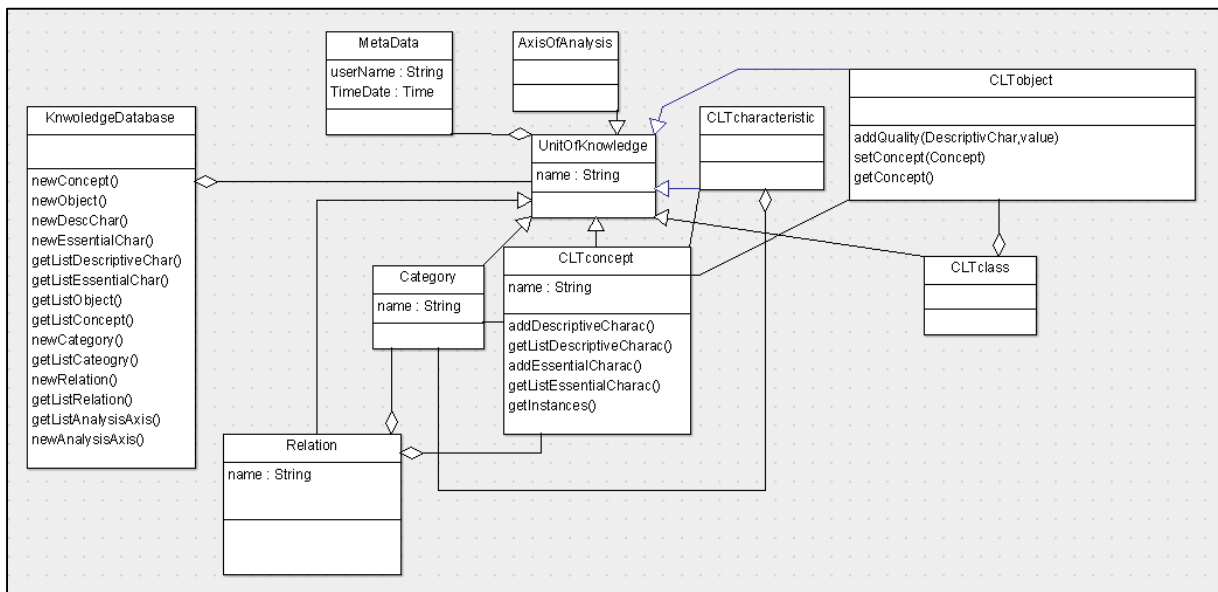 MetaData
userName : String
TimeDate : Time
AxisOfAnalysis
CLTobject
addQuality(DescriptivChar,value)
setConcept(Concept)
getConcept()
KnwoledgeDatabase
newConcept()
newObject()
newDescChar()
newEssentialChar()
getListDescriptiveChar()
getListEssentialChar()
getListObject()
getListConcept()
newCategory()
getListCateogry()
newRelation()
getListRelation()
getListAnalysisAxis()
newAnalysisAxis()
CLTcharacteristic
UnitOfKnowledge
name : String
CLTconcept
name : String
addDescriptiveCharac()
getListDescriptiveCharac()
addEssentialCharac()
getListEssentialCharac()
getInstances()
Category
name : String
CLTclass
Relation
name : String